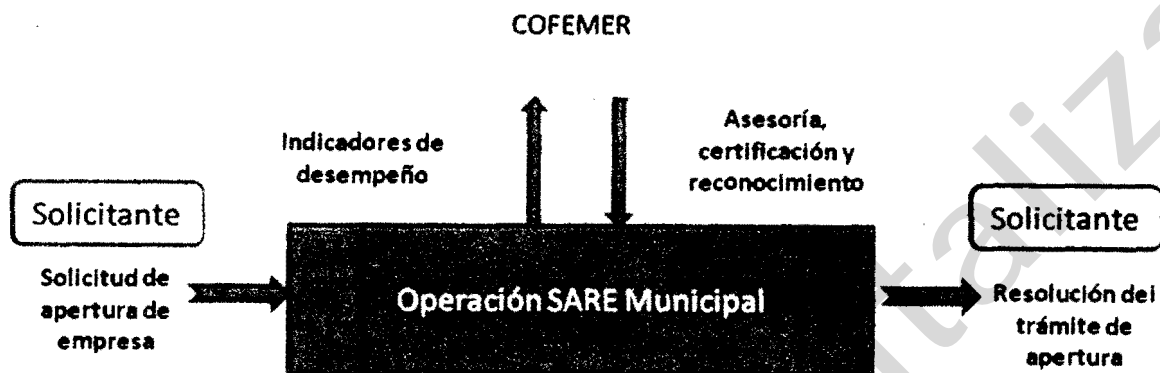 COFEMER
Indicadores de
desempeño
Asesoría,
certificación y
reconocimiento
Solicitante
Solicitud de
apertura de
empresa
Operación SARE Municipal
Solicitante
Resolución del
trámite de
apertura